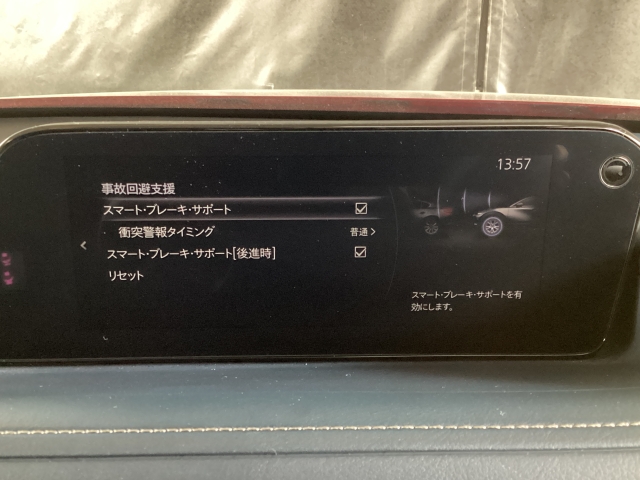 13:57
事故回避支援
スマート・ブレーキ・サポート
衝突警報タイミング 普通
スマート・ブレーキ・サポート[後進時]
リセット
スマート・ブレーキ・サポートを有
効にします。